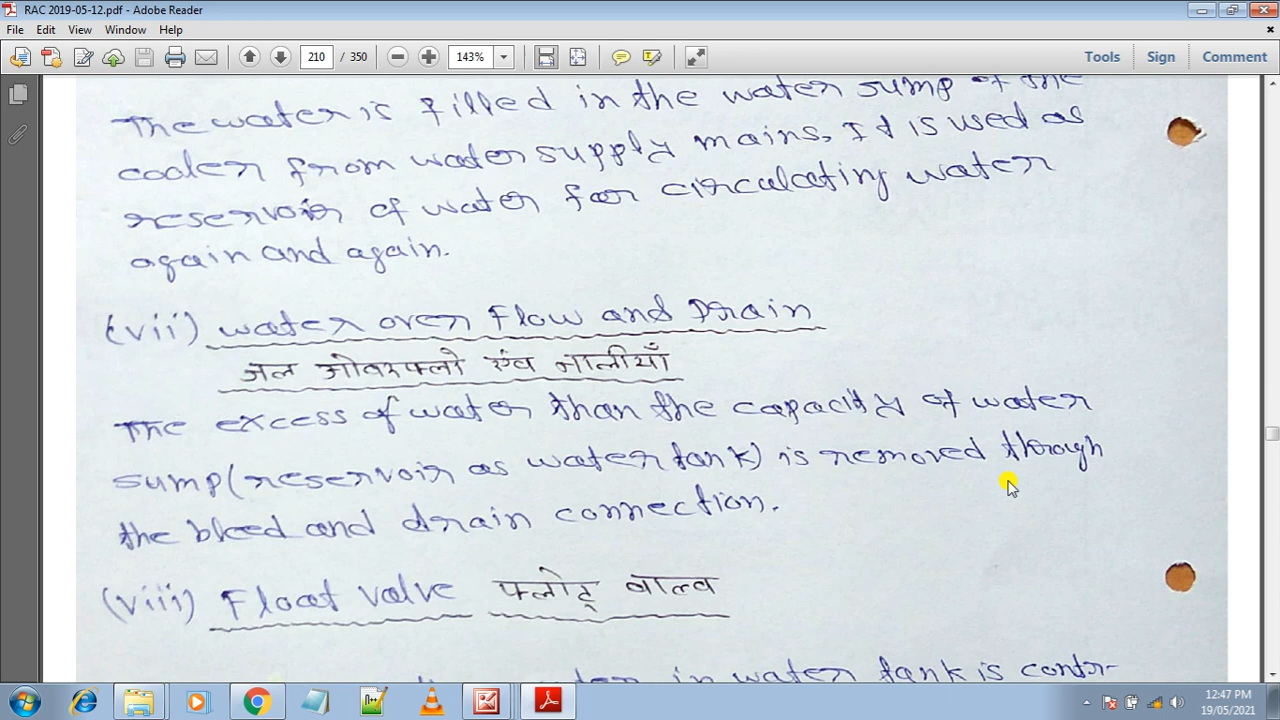 RAC 2019-05-12.pdf - Adobe Reader
File Edit View Window Help
210 / 350 143% Tools Sign Comment
The water is filled in the water sump of the
cooler from water supply mains. It is used as
reservoir of water for circulating water
again and again.
(vii) water over Flow and Drain
जल ओवरफ्लो एंव नालीयाँ
The excess of water than the capacity of water
sump (reservoir as water tank) is removed through
the bleed and drain connection.
(viii) Float valve फ्लोट् वाल्व
in water tank is contr-
12:47 PM
19/05/2021